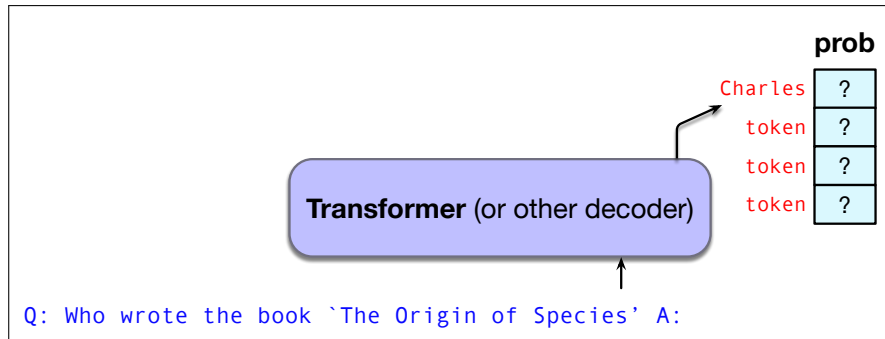 prob
Charles ?
token ?
token ?
token ?
Transformer (or other decoder)
Q: Who wrote the book `The Origin of Species’ A: